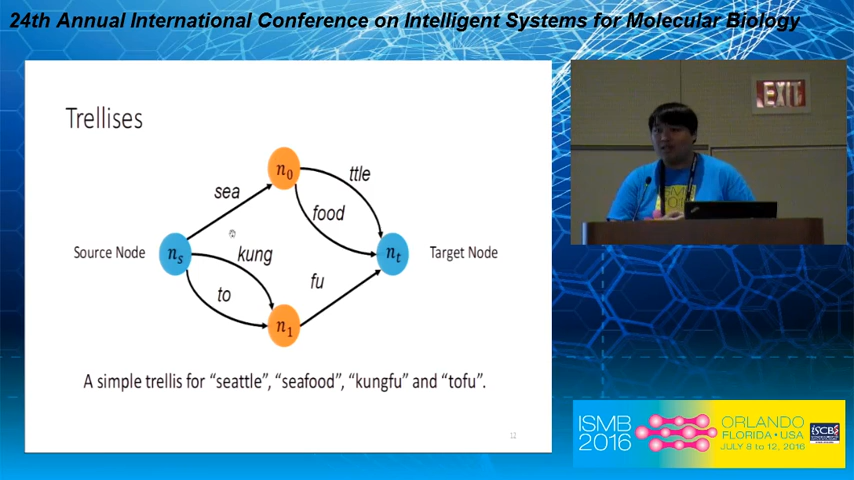 24th Annual International Conference on Intelligent Systems for Molecular Biology
EXIT
Trellises
n0
ttle
sea
food
Source Node
ns
kung
nt
Target Node
to
fu
n1
A simple trellis for “seattle”, “seafood”, “kungfu” and “tofu”.
12
ISMB
2016
ORLANDO
FLORIDA • USA
JULY 8 to 12, 2016
ISCB